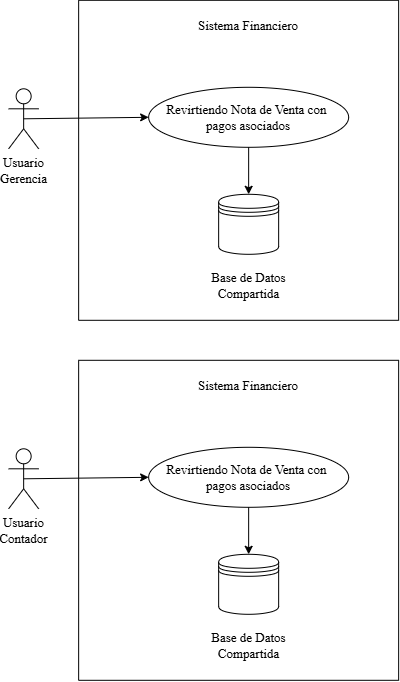 Sistema Financiero
Revirtiendo Nota de Venta con
pagos asociados
Usuario
Gerencia
Base de Datos
Compartida
Sistema Financiero
Revirtiendo Nota de Venta con
pagos asociados
Usuario
Contador
Base de Datos
Compartida